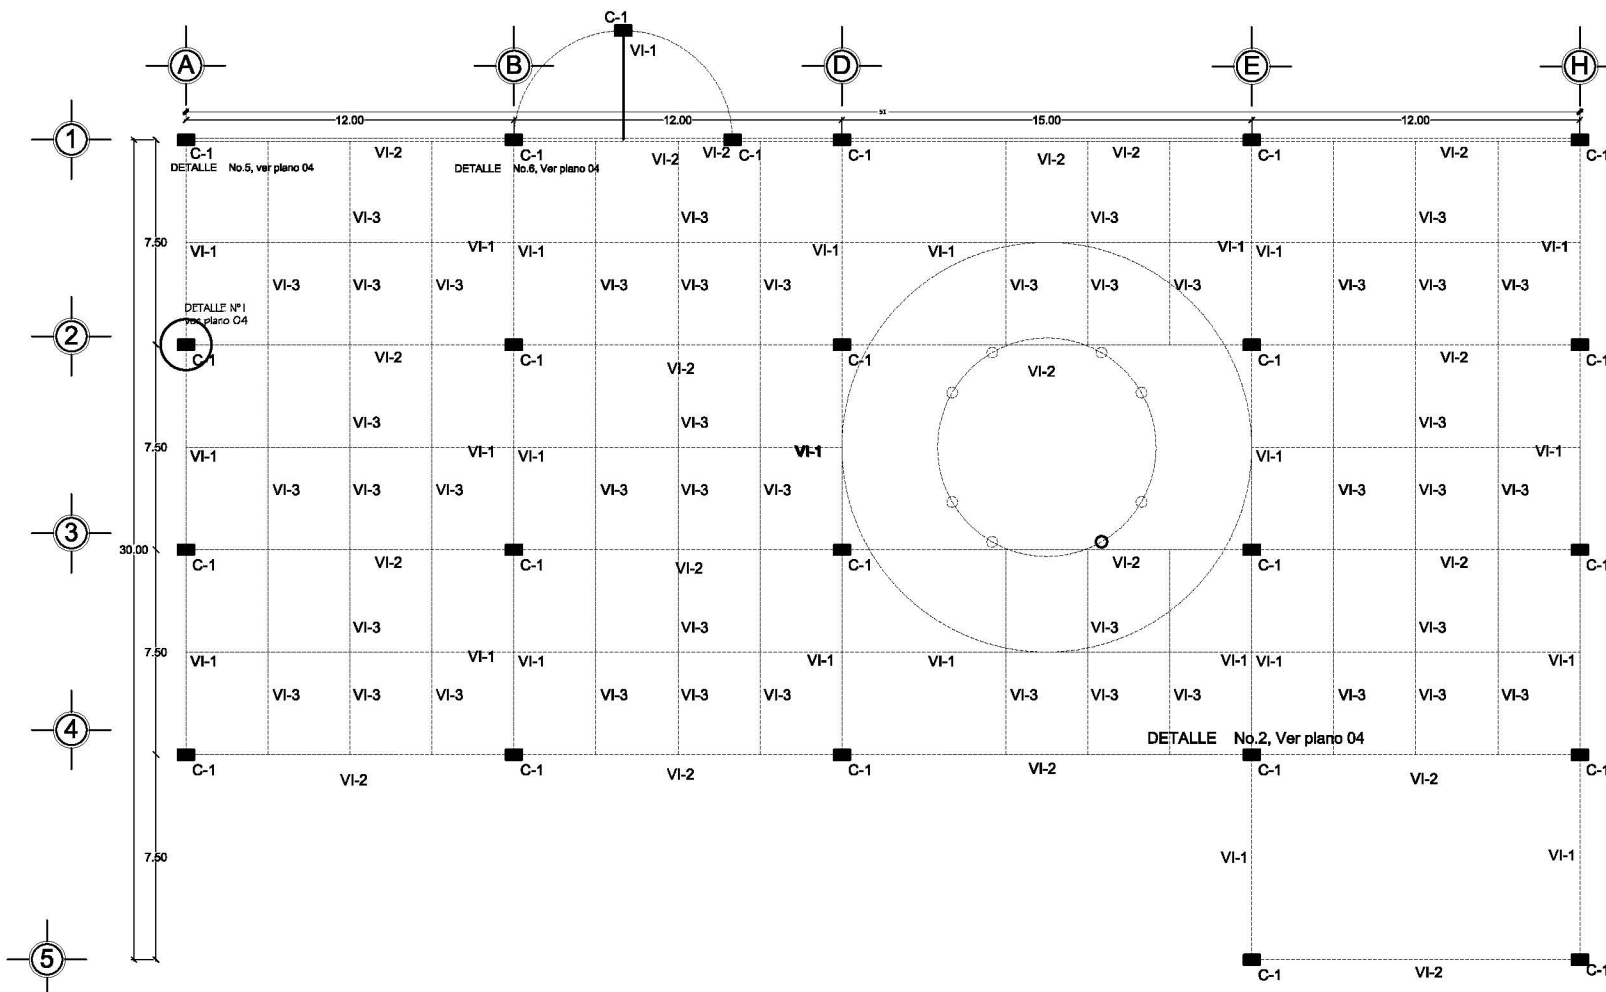 C-1
VI-1
A B D E H
51
12.00 12.00 15.00 12.00
1
C-1 VI-2 C-1 VI-2 VI-2 C-1 C-1 VI-2 VI-2 C-1 VI-2 C-1
DETALLE No.5, ver plano 04 DETALLE No.6, Ver plano 04
VI-3 VI-3 VI-3 VI-3
7.50 VI-1 VI-1 VI-1 VI-1 VI-1 VI-1 VI-1 VI-1
VI-3 VI-3 VI-3 VI-3 VI-3 VI-3 VI-3 VI-3 VI-3 VI-3 VI-3 VI-3
DETALLE Nº1
ver plano 04
2
C-1 VI-2 C-1 VI-2 C-1 VI-2 C-1 VI-2 C-1
VI-3 VI-3 VI-3
7.50 VI-1 VI-1 VI-1 VI-1 VI-1 VI-1
VI-3 VI-3 VI-3 VI-3 VI-3 VI-3 VI-3 VI-3 VI-3
3
30.00
C-1 VI-2 C-1 VI-2 C-1 VI-2 C-1 VI-2 C-1
VI-3 VI-3 VI-3 VI-3
7.50 VI-1 VI-1 VI-1 VI-1 VI-1 VI-1 VI-1 VI-1
VI-3 VI-3 VI-3 VI-3 VI-3 VI-3 VI-3 VI-3 VI-3 VI-3 VI-3 VI-3
4
DETALLE No.2, Ver plano 04
C-1 VI-2 C-1 VI-2 C-1 VI-2 C-1 VI-2 C-1
7.50 VI-1 VI-1
5
C-1 VI-2 C-1